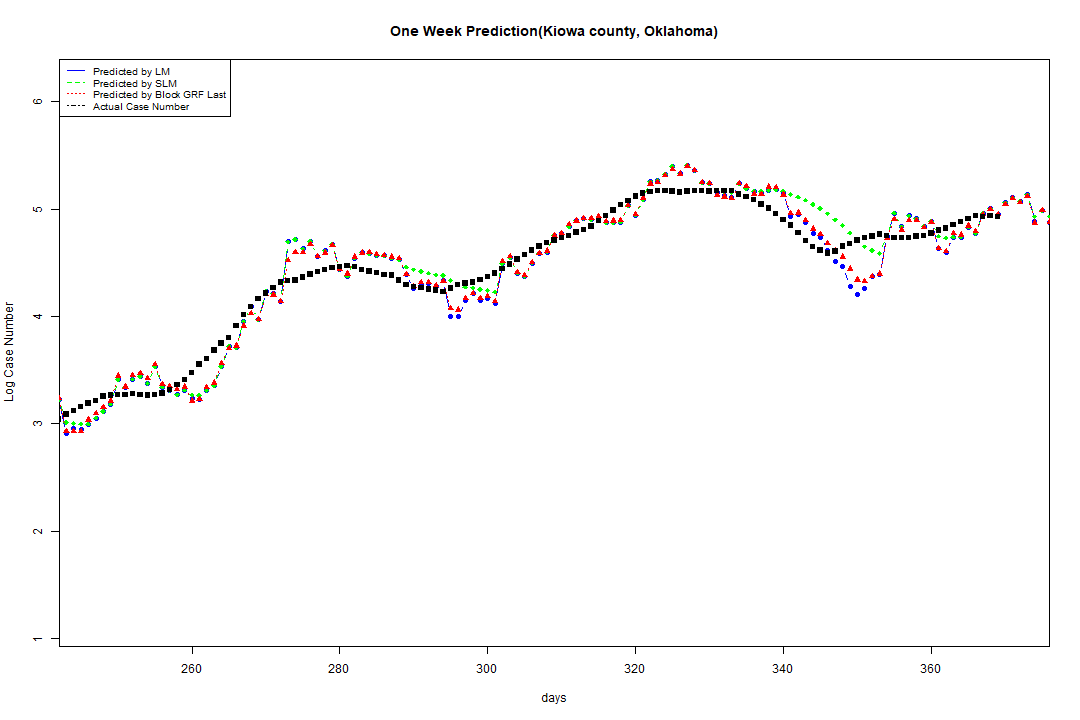 One Week Prediction(Kiowa county, Oklahoma)
Predicted by LM
Predicted by SLM
Predicted by Block GRF Last
Actual Case Number
6
5
4
3
2
1
Log Case Number
260 280 300 320 340 360
days